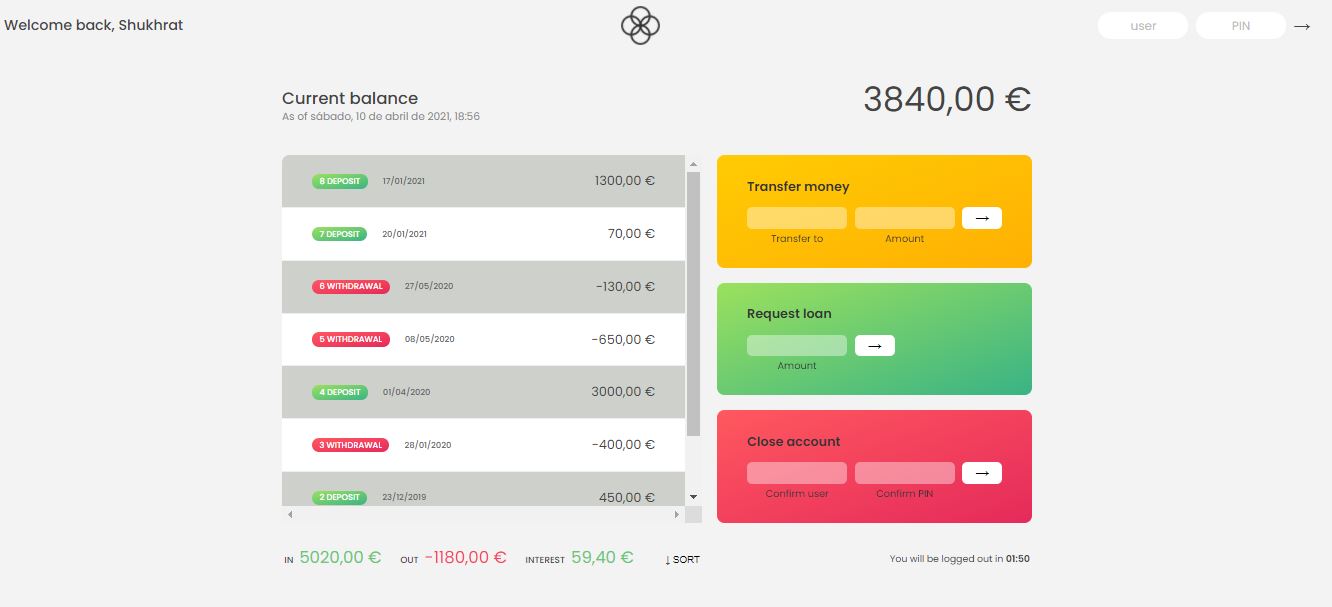 Welcome back, Shukhrat
user PIN →
Current balance
As of sábado, 10 de abril de 2021, 18:56
3840,00 €
8 DEPOSIT 17/01/2021 1300,00 €
7 DEPOSIT 20/01/2021 70,00 €
6 WITHDRAWAL 27/05/2020 -130,00 €
5 WITHDRAWAL 08/05/2020 -650,00 €
4 DEPOSIT 01/04/2020 3000,00 €
3 WITHDRAWAL 28/01/2020 -400,00 €
2 DEPOSIT 23/12/2019 450,00 €
Transfer money
→
Transfer to Amount
Request loan
→
Amount
Close account
→
Confirm user Confirm PIN
IN 5020,00 € OUT -1180,00 € INTEREST 59,40 € ↓ SORT
You will be logged out in 01:50